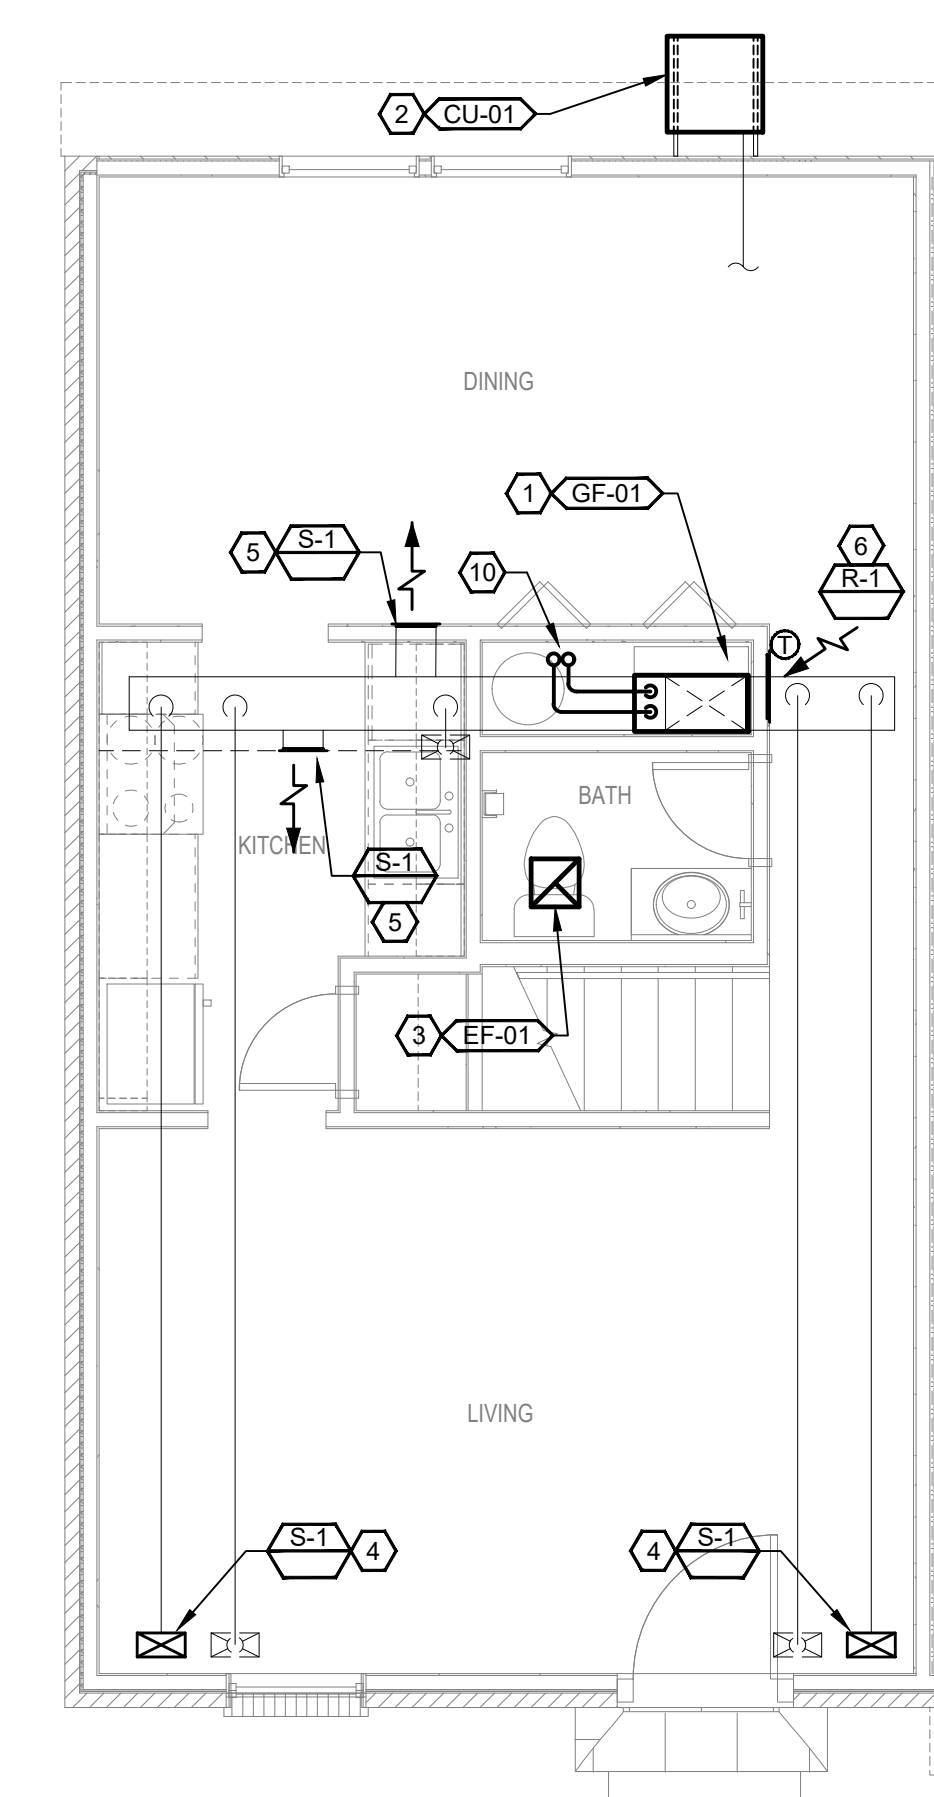 2 CU-01
DINING
1 GF-01
5 S-1
10
6
R-1
T
BATH
KITCHEN
S-1
5
3 EF-01
LIVING
S-1 4
4 S-1